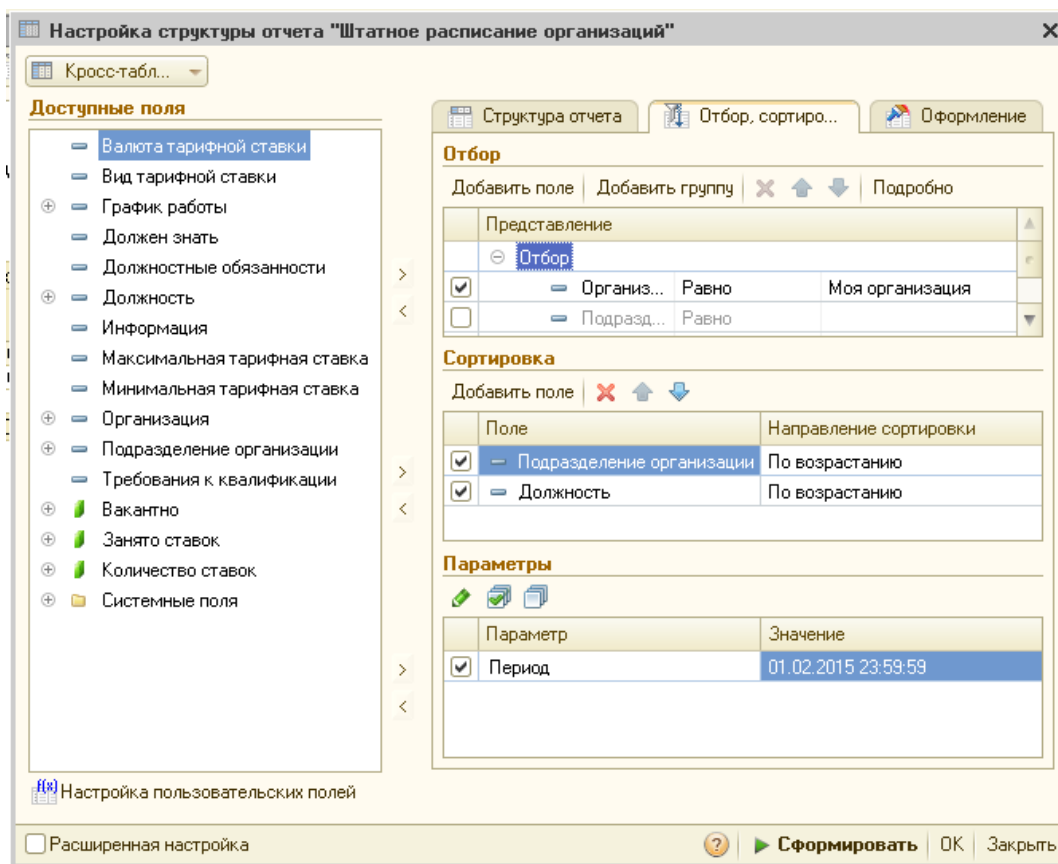 Настройка структуры отчета "Штатное расписание организаций"
Кросс-табл...
Доступные поля
Валюта тарифной ставки
Вид тарифной ставки
График работы
Должен знать
Должностные обязанности
Должность
Информация
Максимальная тарифная ставка
Минимальная тарифная ставка
Организация
Подразделение организации
Требования к квалификации
Вакантно
Занято ставок
Количество ставок
Системные поля
Настройка пользовательских полей
Структура отчета Отбор, сортиро... Оформление
Отбор
Добавить поле Добавить группу Подробно
Представление
Отбор
Организ... Равно Моя организация
Подразд... Равно
Сортировка
Добавить поле
Поле Направление сортировки
Подразделение организации По возрастанию
Должность По возрастанию
Параметры
Параметр Значение
Период 01.02.2015 23:59:59
Расширенная настройка ? Сформировать OK Закрыть